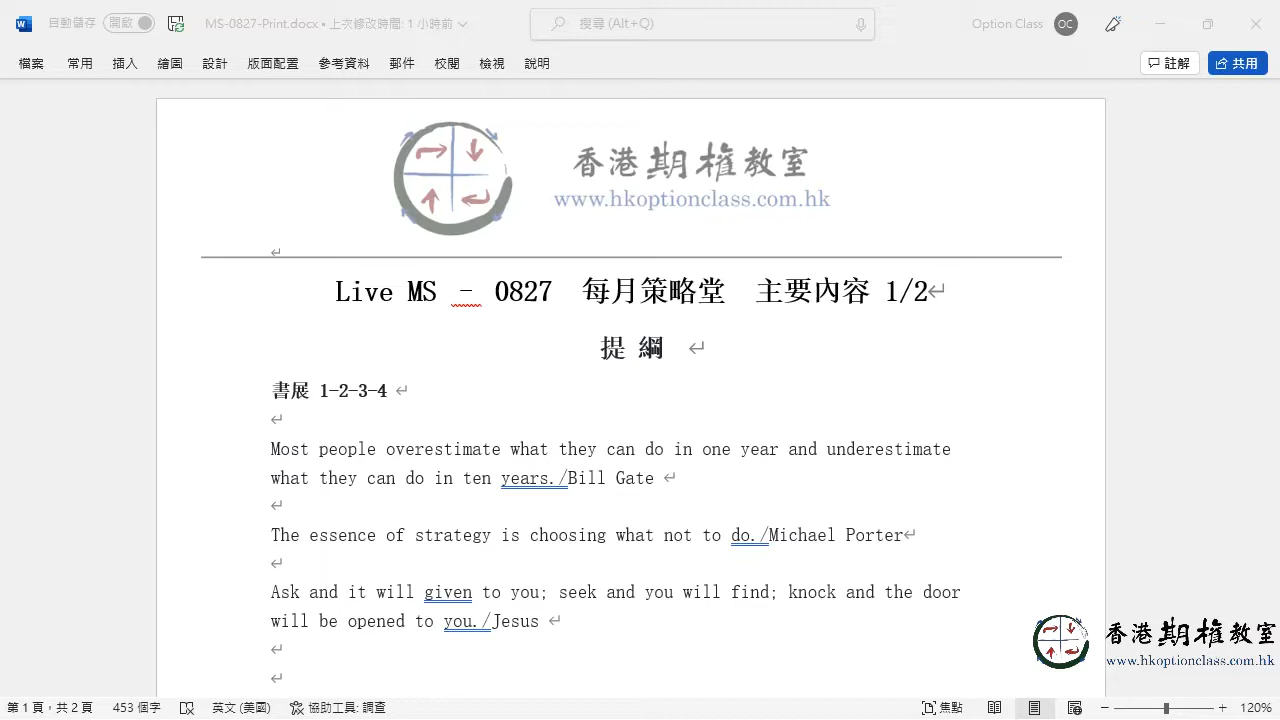 自動儲存 開啟 MS-0827-Print.docx • 上次修改時間: 1 小時前 搜尋 (Alt+Q) Option Class OC
檔案 常用 插入 繪圖 設計 版面配置 參考資料 郵件 校閱 檢視 說明 註解 共用
香港期權教室
www.hkoptionclass.com.hk
Live MS – 0827 每月策略堂 主要內容 1/2
提 綱
書展 1-2-3-4
Most people overestimate what they can do in one year and underestimate
what they can do in ten years./Bill Gate
The essence of strategy is choosing what not to do./Michael Porter
Ask and it will given to you; seek and you will find; knock and the door
will be opened to you./Jesus
香港期權教室
www.hkoptionclass.com.hk
第 1 頁，共 2 頁 453 個字 英文 (美國) 協助工具: 調查 焦點 120%